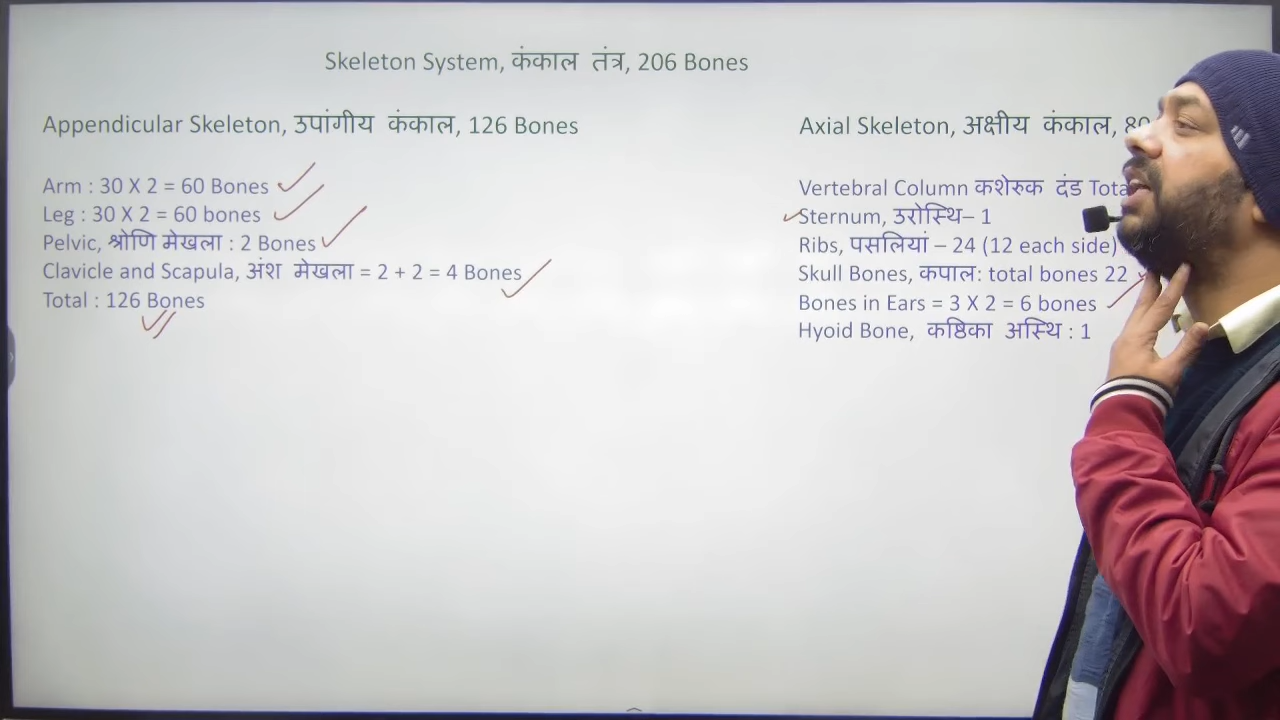 Skeleton System, कंकाल तंत्र, 206 Bones
Appendicular Skeleton, उपांगीय कंकाल, 126 Bones
Arm : 30 X 2 = 60 Bones
Leg : 30 X 2 = 60 bones
Pelvic, श्रोणि मेखला : 2 Bones
Clavicle and Scapula, अंश मेखला = 2 + 2 = 4 Bones
Total : 126 Bones
Axial Skeleton, अक्षीय कंकाल,
Vertebral Column कशेरुक दंड
Sternum, उरोस्थि– 1
Ribs, पसलियां – 24 (12 each side)
Skull Bones, कपाल: total bones 22
Bones in Ears = 3 X 2 = 6 bones
Hyoid Bone, कष्ठिका अस्थि : 1